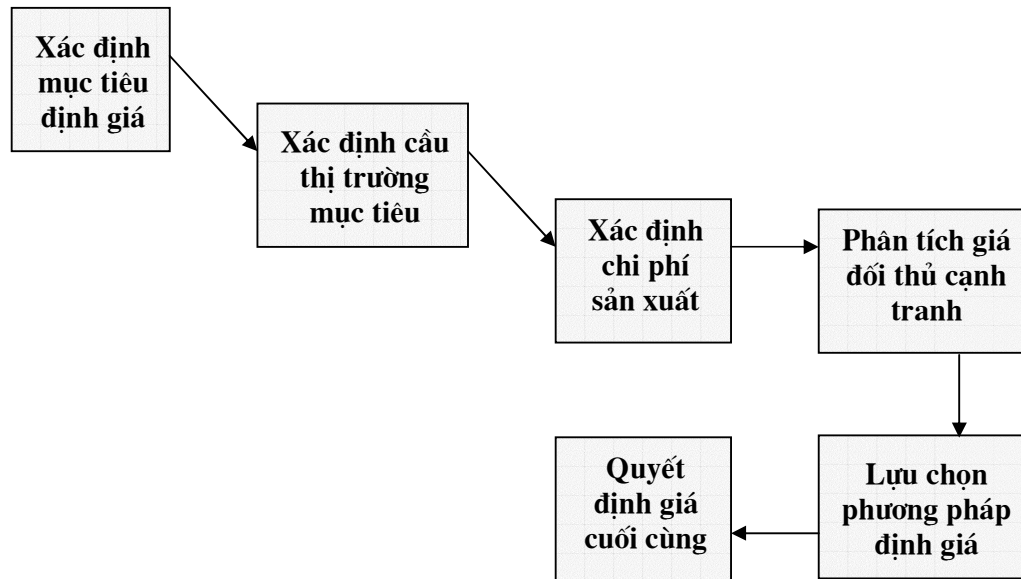 Xác định
mục tiêu
định giá
Xác định cầu
thị trường
mục tiêu
Xác định
chi phí
sản xuất
Phân tích giá
đối thủ cạnh
tranh
Lựu chọn
phương pháp
định giá
Quyết
định giá
cuối cùng